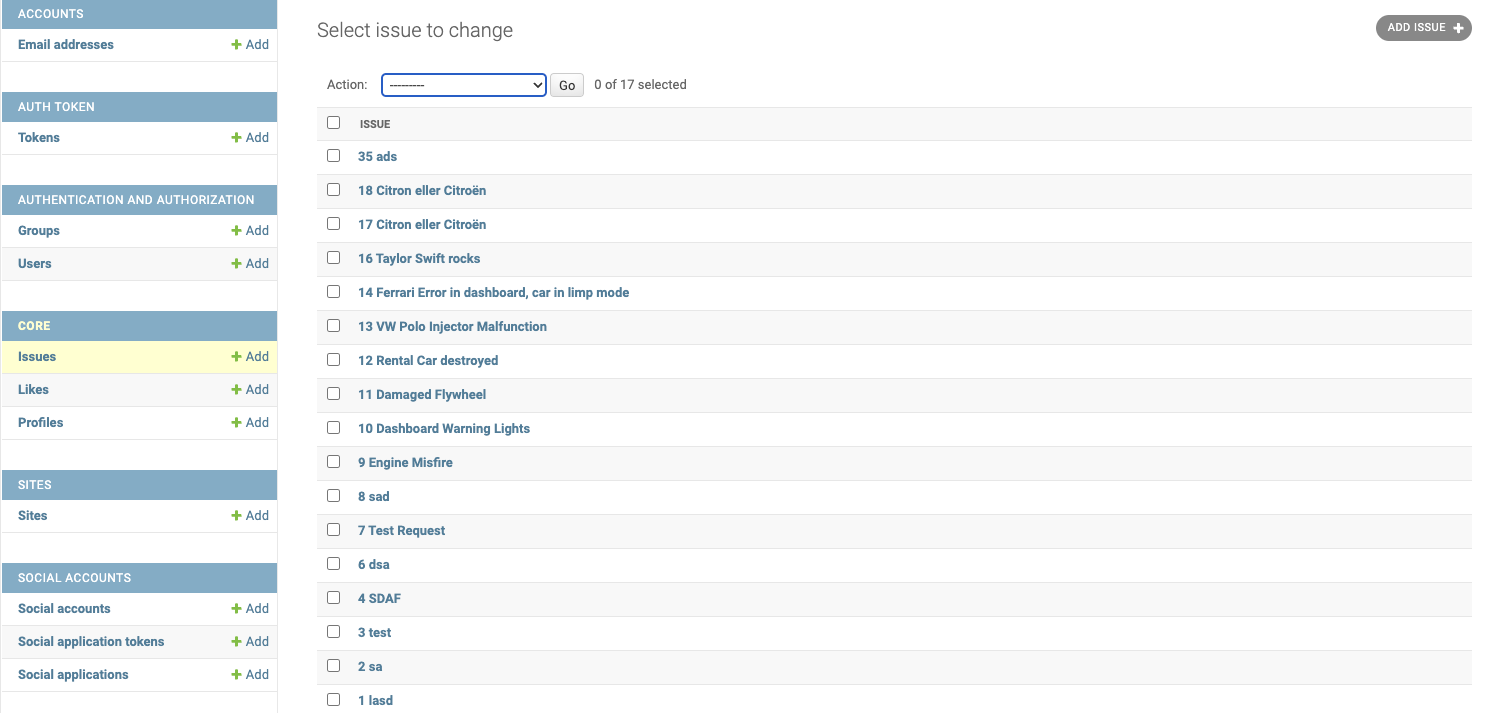 ACCOUNTS
Email addresses Add
AUTH TOKEN
Tokens Add
AUTHENTICATION AND AUTHORIZATION
Groups Add
Users Add
CORE
Issues Add
Likes Add
Profiles Add
SITES
Sites Add
SOCIAL ACCOUNTS
Social accounts Add
Social application tokens Add
Social applications Add
Select issue to change
ADD ISSUE
Action: --------- Go 0 of 17 selected
ISSUE
35 ads
18 Citron eller Citroën
17 Citron eller Citroën
16 Taylor Swift rocks
14 Ferrari Error in dashboard, car in limp mode
13 VW Polo Injector Malfunction
12 Rental Car destroyed
11 Damaged Flywheel
10 Dashboard Warning Lights
9 Engine Misfire
8 sad
7 Test Request
6 dsa
4 SDAF
3 test
2 sa
1 lasd